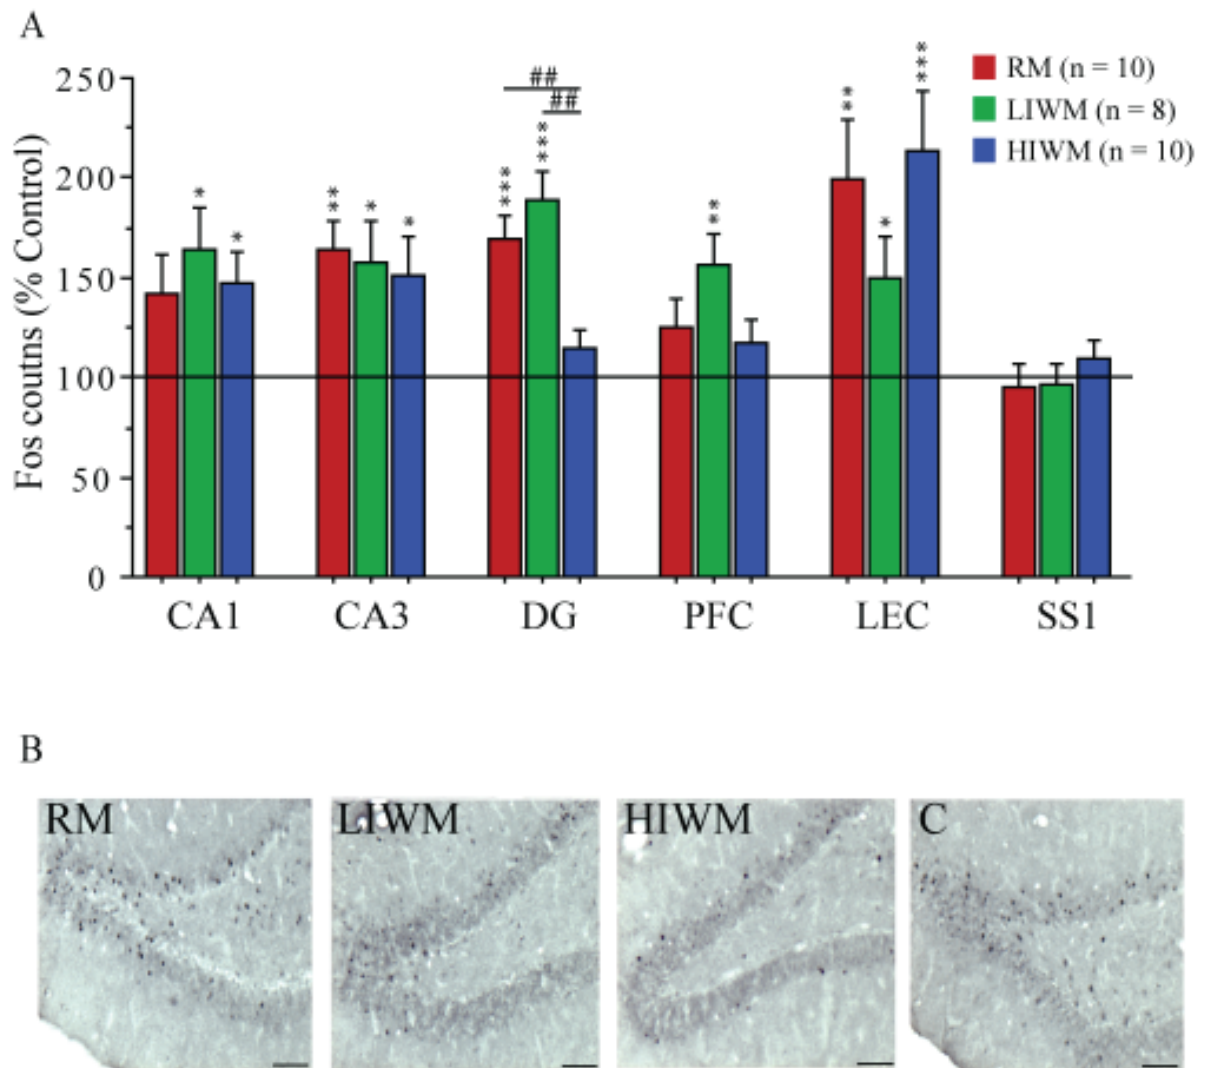 A
250
200
150
100
50
0
Fos coutns (% Control)
*
*
**
*
*
***
***
##
##
**
**
*
***
RM (n = 10)
LIWM (n = 8)
HIWM (n = 10)
CA1 CA3 DG PFC LEC SS1
B
RM LIWM HIWM C